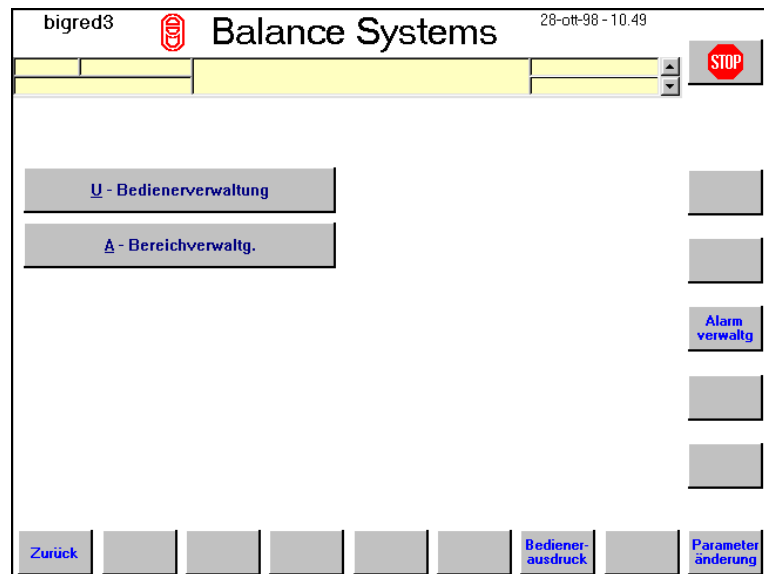 bigred3
Balance Systems
28-ott-98 - 10.49
STOP
U - Bedienerverwaltung
A - Bereichverwaltg.
Alarm
verwaltg
Zurück
Bediener-
ausdruck
Parameter
änderung